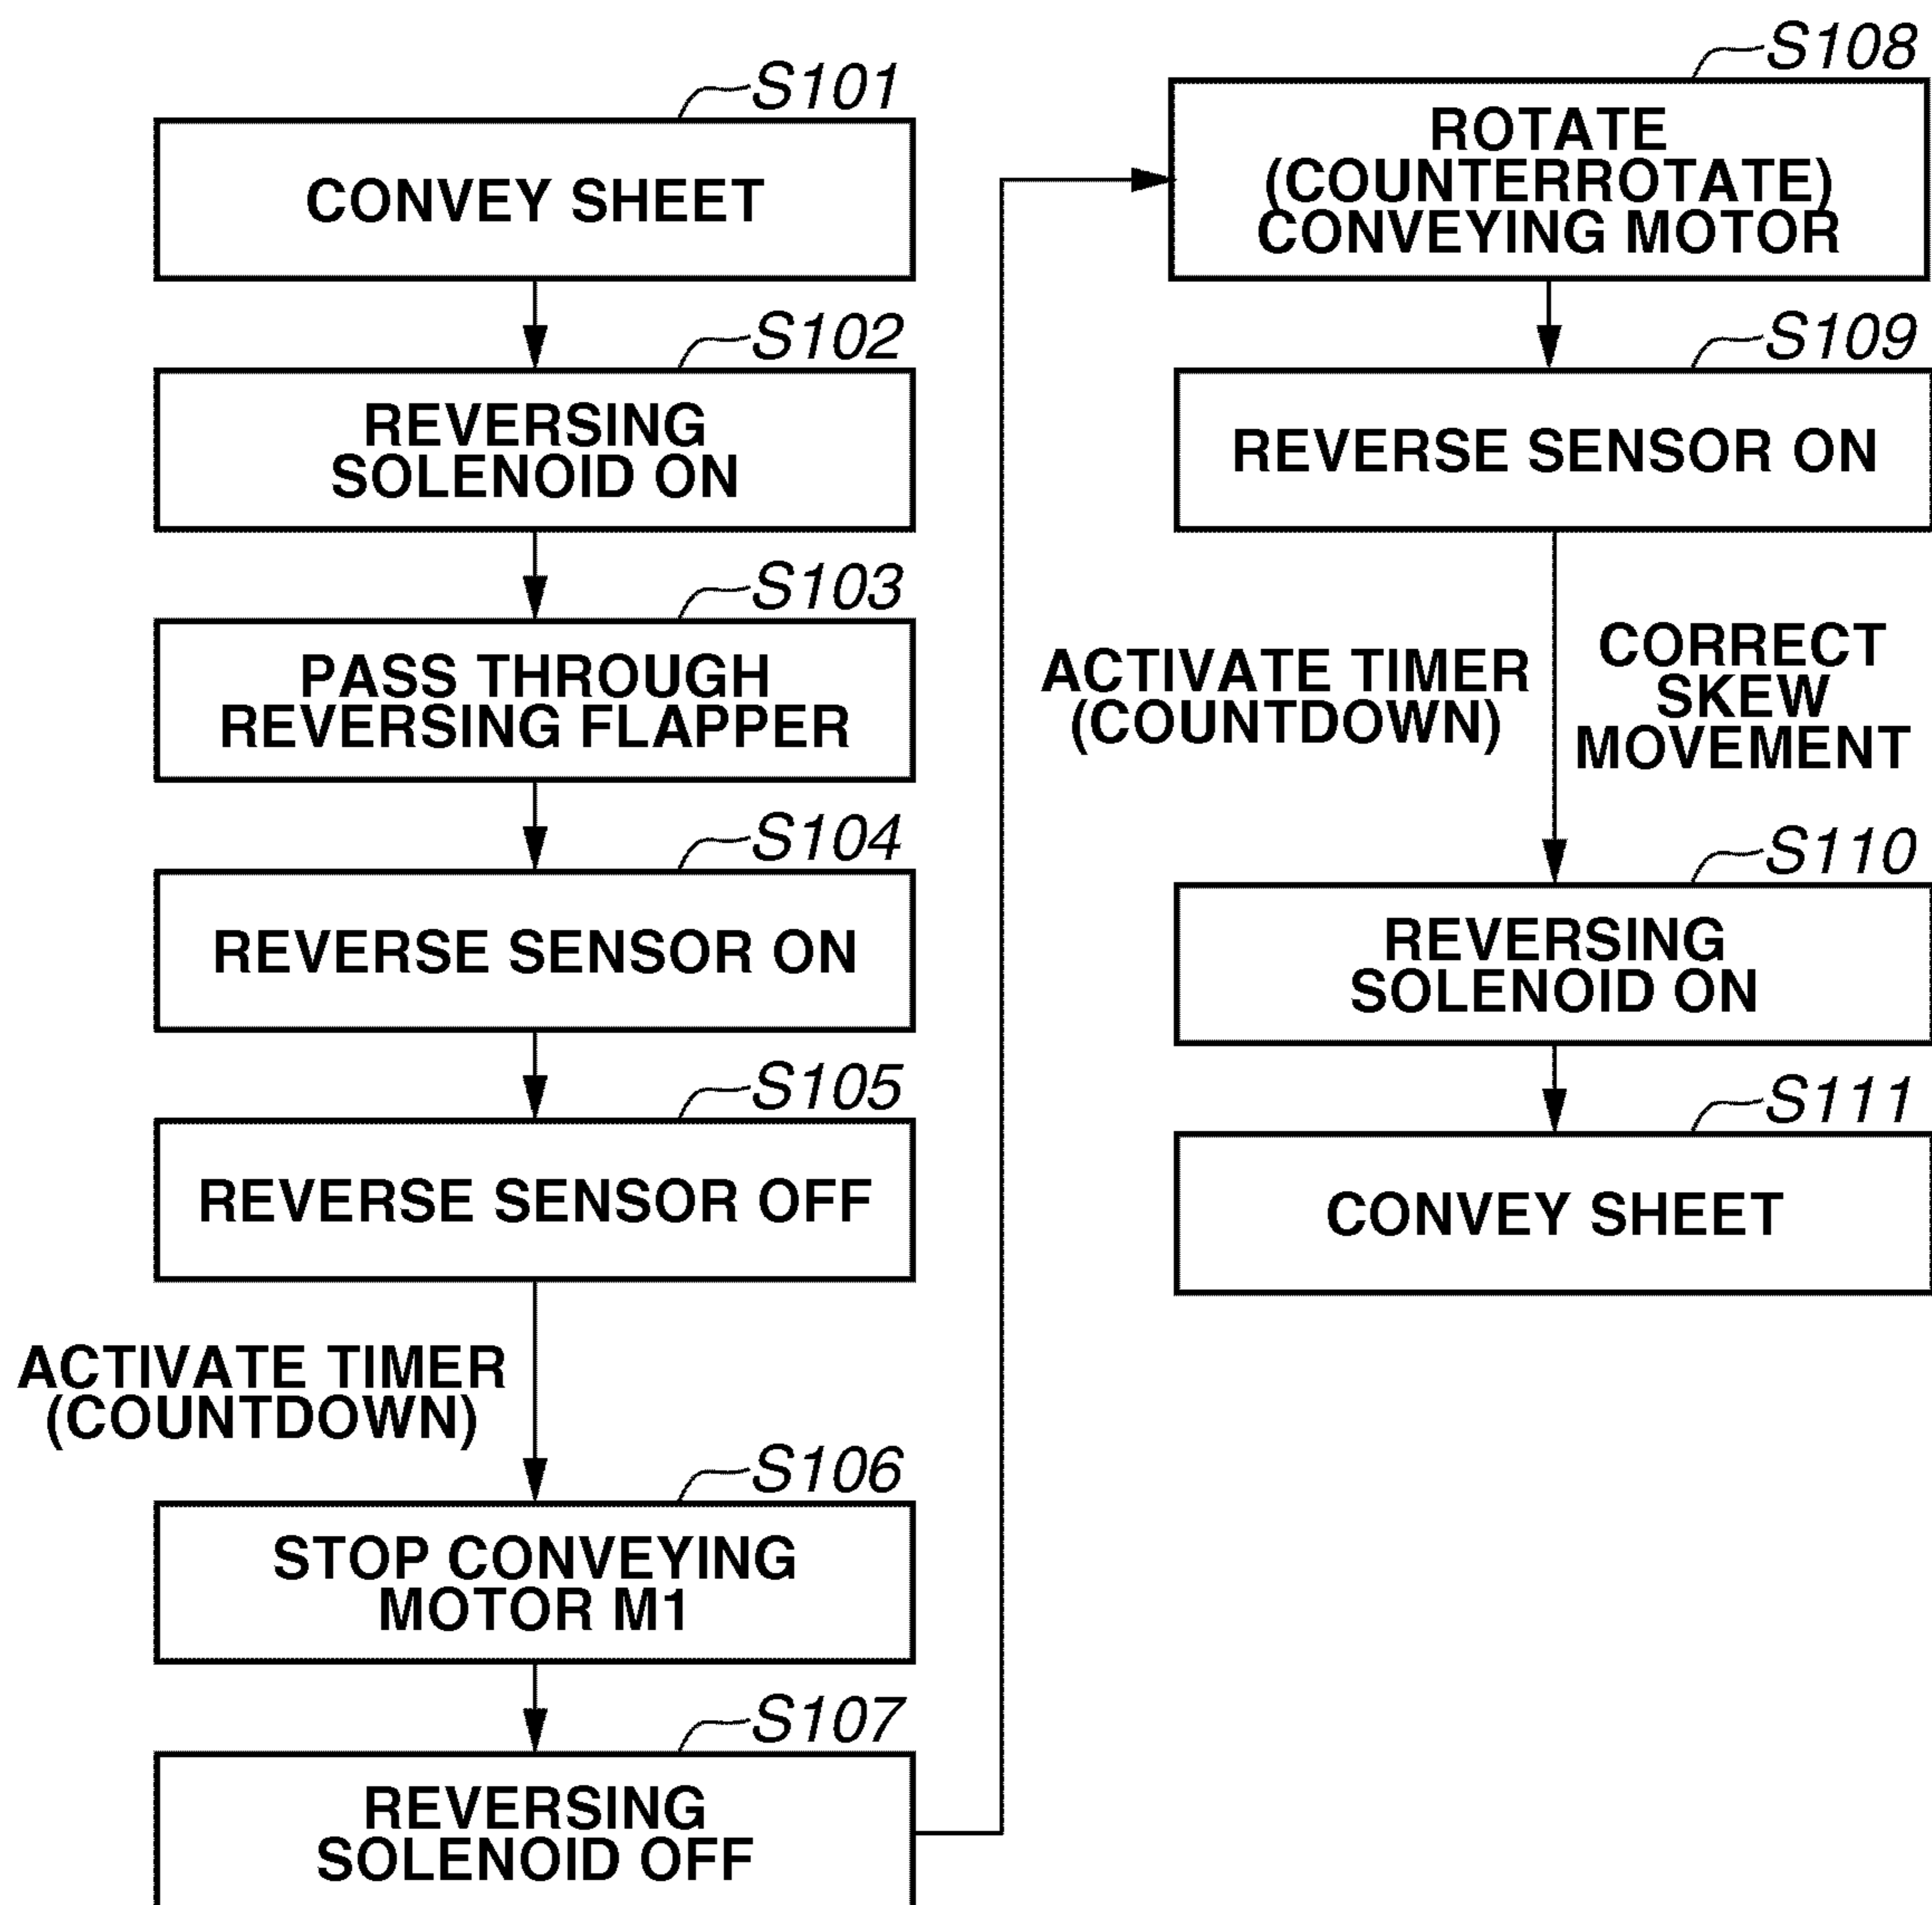 S101
CONVEY SHEET
S102
REVERSING
SOLENOID ON
S103
PASS THROUGH
REVERSING FLAPPER
S104
REVERSE SENSOR ON
S105
REVERSE SENSOR OFF
ACTIVATE TIMER
(COUNTDOWN)
S106
STOP CONVEYING
MOTOR M1
S107
REVERSING
SOLENOID OFF
S108
ROTATE
(COUNTERROTATE)
CONVEYING MOTOR
S109
REVERSE SENSOR ON
ACTIVATE TIMER
(COUNTDOWN)
CORRECT
SKEW
MOVEMENT
S110
REVERSING
SOLENOID ON
S111
CONVEY SHEET